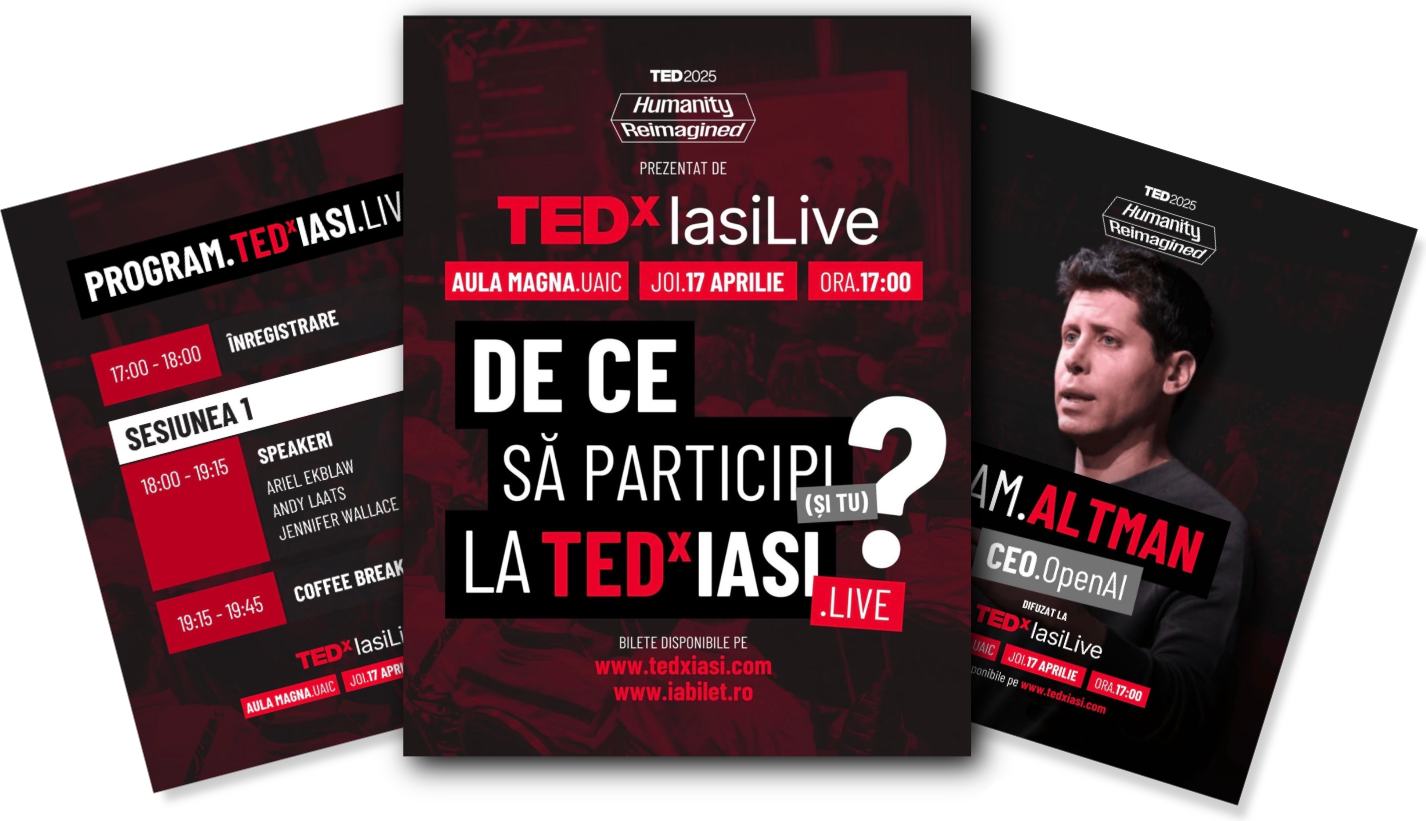 PROGRAM.TEDxIASI.LIV
17:00 - 18:00
ÎNREGISTRARE
SESIUNEA 1
18:00 - 19:15
SPEAKERI
ARIEL EKBLAW
ANDY LAATS
JENNIFER WALLACE
19:15 - 19:45
COFFEE BREAK
TEDx IasiLi
AULA MAGNA.UAIC JOI.17 APRI
TED2025
Humanity
Reimagined
PREZENTAT DE
TEDx IasiLive
AULA MAGNA.UAIC JOI.17 APRILIE ORA.17:00
DE CE
SĂ PARTICIPI
(ȘI TU)
?
LA TEDxIASI
.LIVE
BILETE DISPONIBILE PE
www.tedxiasi.com
www.iabilet.ro
TED2025
Humanity
Reimagined
AM.ALTMAN
CEO.OpenAI
DIFUZAT LA
TEDx IasiLive
UAIC JOI.17 APRILIE ORA.17:00
ponibile pe www.tedxiasi.com